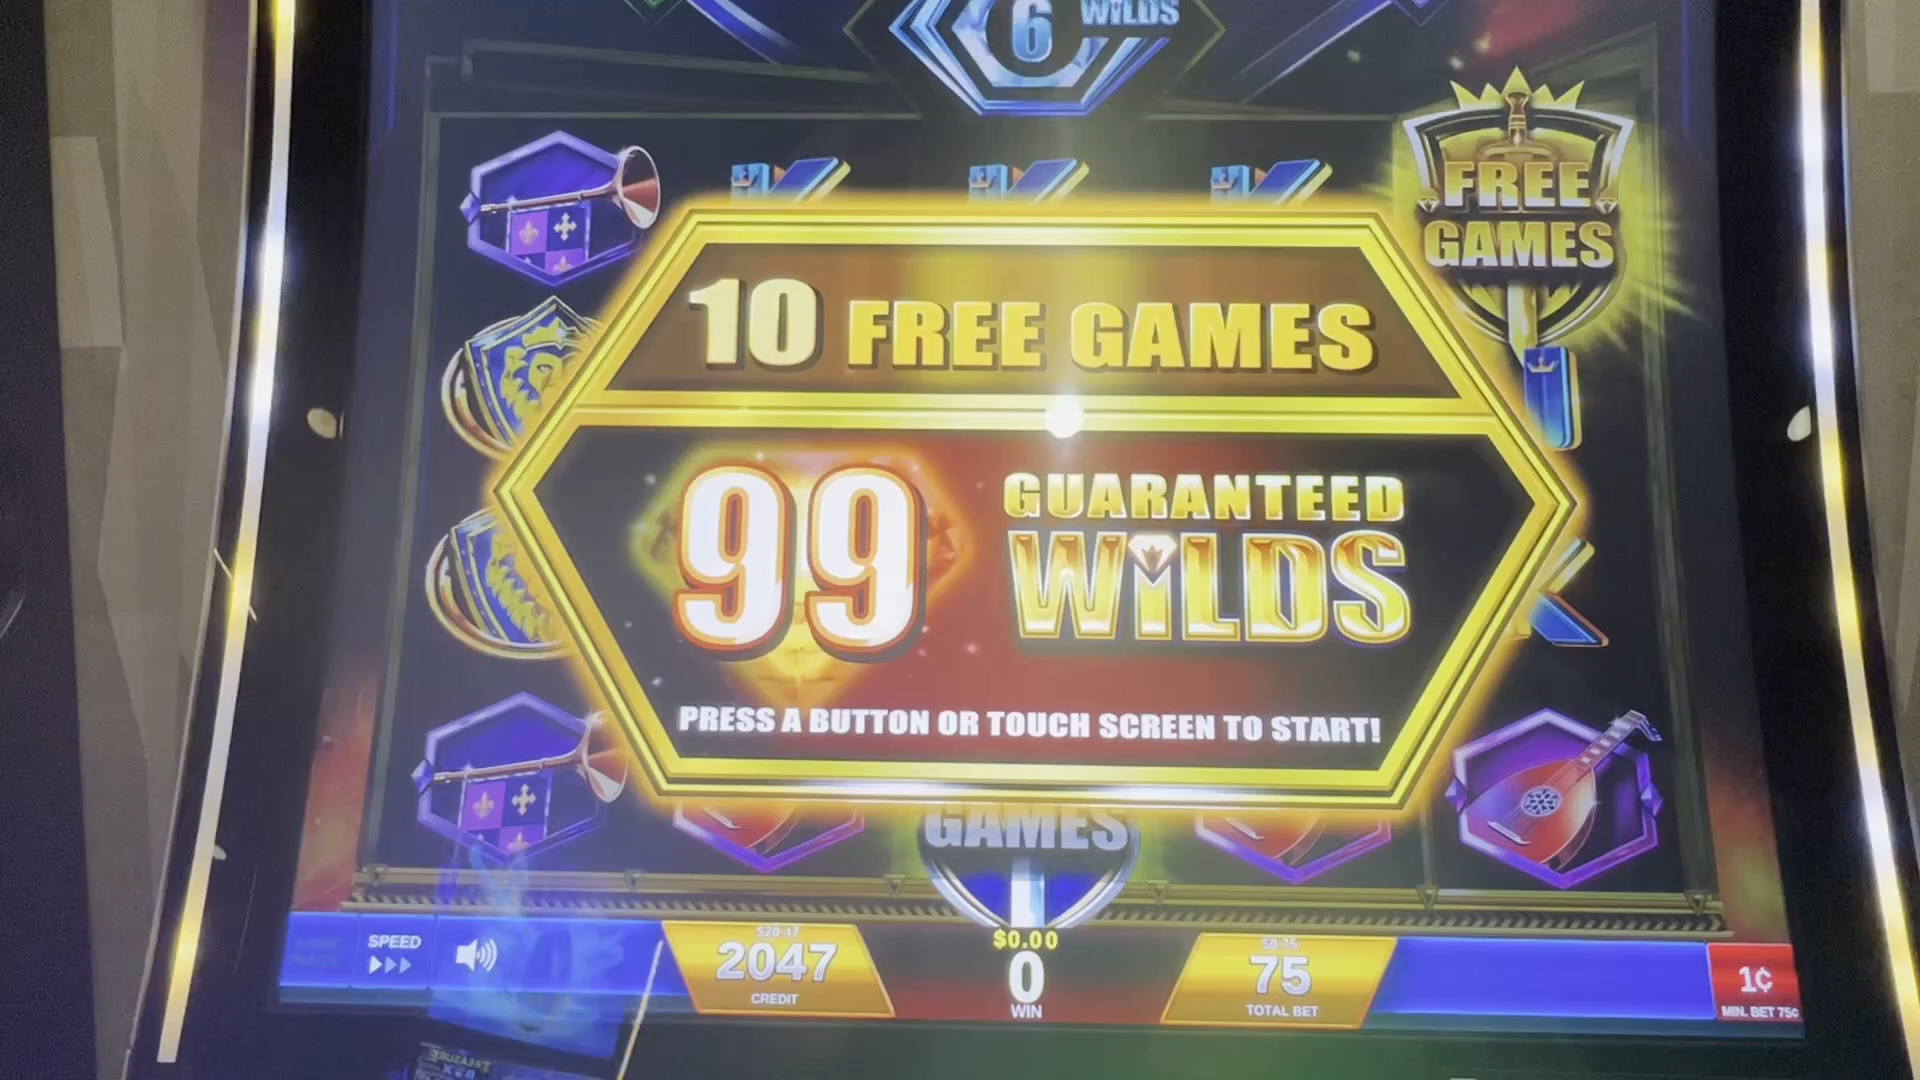 6 WILDS
FREE
GAMES
10 FREE GAMES
99 GUARANTEED
WILDS
PRESS A BUTTON OR TOUCH SCREEN TO START!
GAMES
SPEED
$20.47
2047
CREDIT
$0.00
0
WIN
$0.75
75
TOTAL BET
1¢
MIN. BET 75¢